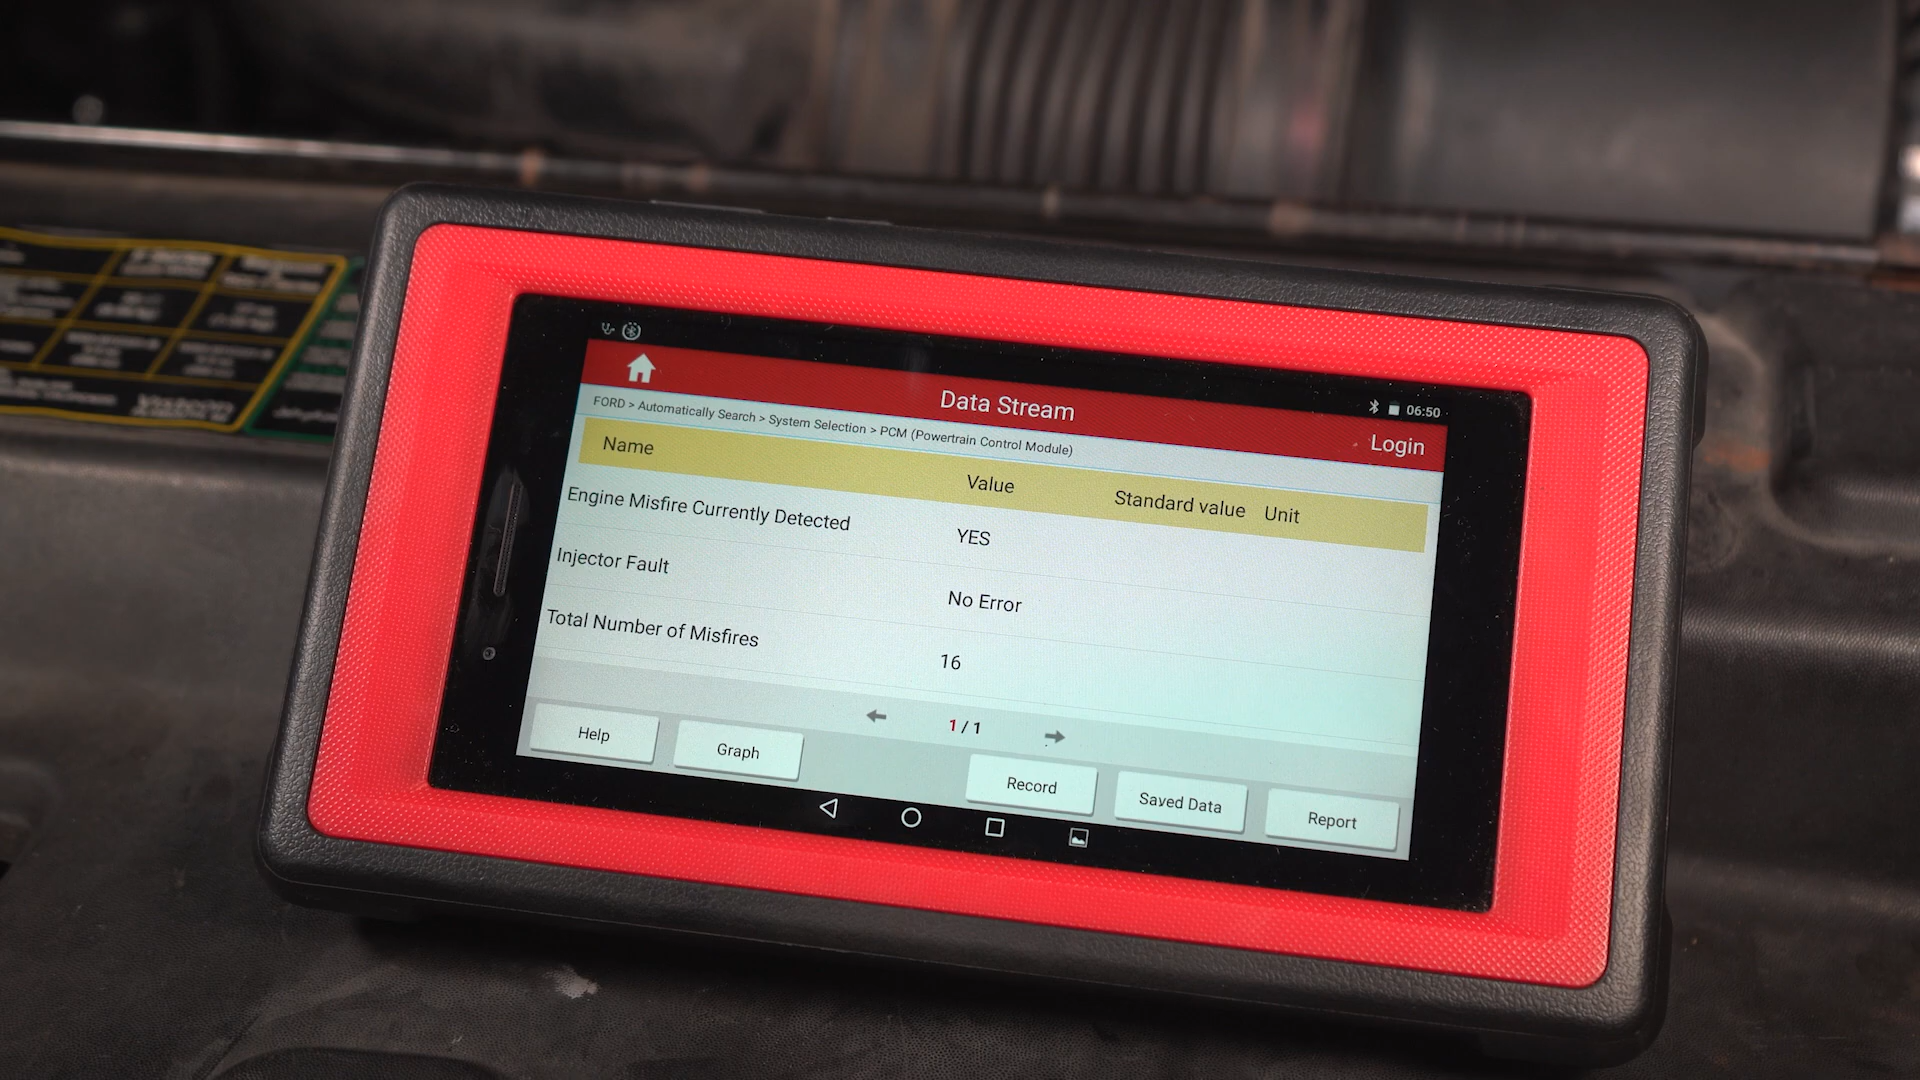 06:50
Data Stream
Login
FORD > Automatically Search > System Selection > PCM (Powertrain Control Module)
Name Value Standard value Unit
Engine Misfire Currently Detected YES
Injector Fault No Error
Total Number of Misfires 16
1 / 1
Help Graph Record Saved Data Report